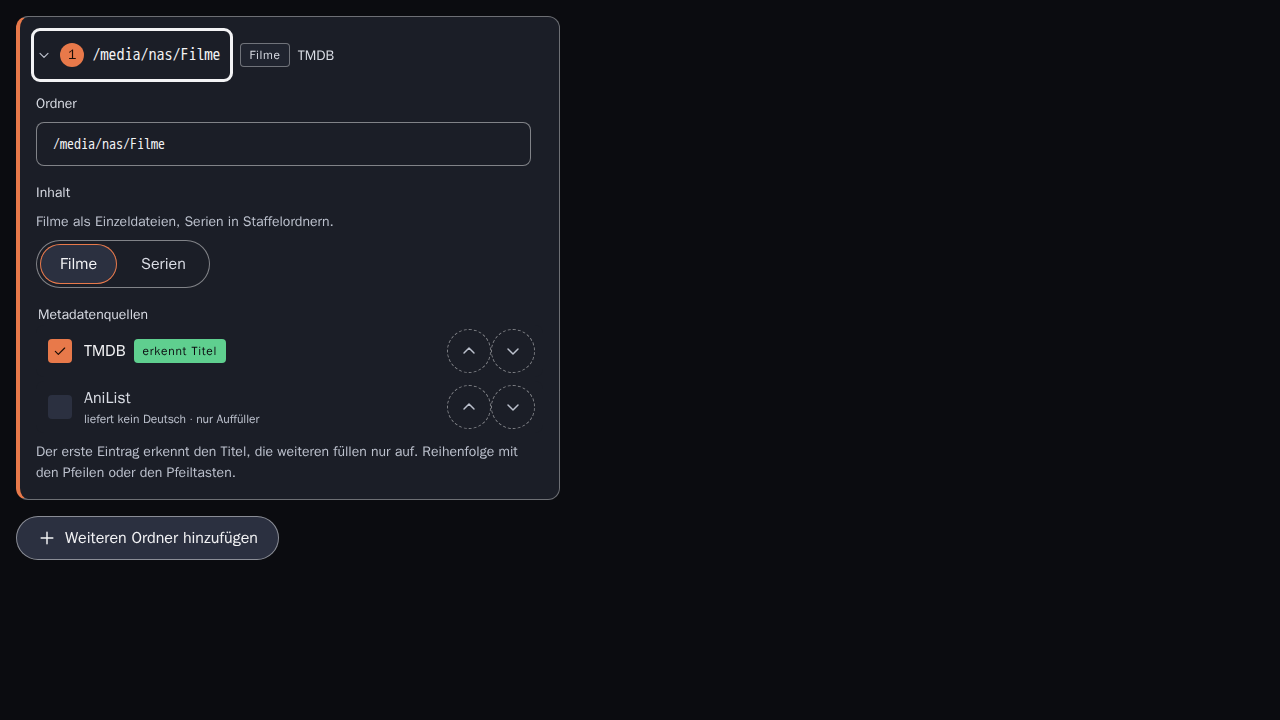 1 /media/nas/Filme Filme TMDB
Ordner
/media/nas/Filme
Inhalt
Filme als Einzeldateien, Serien in Staffelordnern.
Filme Serien
Metadatenquellen
TMDB erkennt Titel
AniList
liefert kein Deutsch · nur Auffüller
Der erste Eintrag erkennt den Titel, die weiteren füllen nur auf. Reihenfolge mit
den Pfeilen oder den Pfeiltasten.
Weiteren Ordner hinzufügen